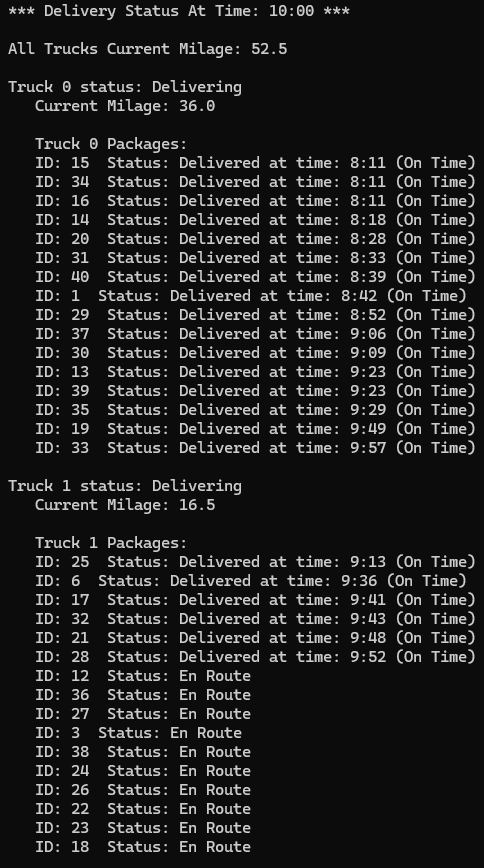 *** Delivery Status At Time: 10:00 ***
All Trucks Current Milage: 52.5
Truck 0 status: Delivering
Current Milage: 36.0
Truck 0 Packages:
ID: 15  Status: Delivered at time: 8:11 (On Time)
ID: 34  Status: Delivered at time: 8:11 (On Time)
ID: 16  Status: Delivered at time: 8:11 (On Time)
ID: 14  Status: Delivered at time: 8:18 (On Time)
ID: 20  Status: Delivered at time: 8:28 (On Time)
ID: 31  Status: Delivered at time: 8:33 (On Time)
ID: 40  Status: Delivered at time: 8:39 (On Time)
ID: 1  Status: Delivered at time: 8:42 (On Time)
ID: 29  Status: Delivered at time: 8:52 (On Time)
ID: 37  Status: Delivered at time: 9:06 (On Time)
ID: 30  Status: Delivered at time: 9:09 (On Time)
ID: 13  Status: Delivered at time: 9:23 (On Time)
ID: 39  Status: Delivered at time: 9:23 (On Time)
ID: 35  Status: Delivered at time: 9:29 (On Time)
ID: 19  Status: Delivered at time: 9:49 (On Time)
ID: 33  Status: Delivered at time: 9:57 (On Time)
Truck 1 status: Delivering
Current Milage: 16.5
Truck 1 Packages:
ID: 25  Status: Delivered at time: 9:13 (On Time)
ID: 6  Status: Delivered at time: 9:36 (On Time)
ID: 17  Status: Delivered at time: 9:41 (On Time)
ID: 32  Status: Delivered at time: 9:43 (On Time)
ID: 21  Status: Delivered at time: 9:48 (On Time)
ID: 28  Status: Delivered at time: 9:52 (On Time)
ID: 12  Status: En Route
ID: 36  Status: En Route
ID: 27  Status: En Route
ID: 3  Status: En Route
ID: 38  Status: En Route
ID: 24  Status: En Route
ID: 26  Status: En Route
ID: 22  Status: En Route
ID: 23  Status: En Route
ID: 18  Status: En Route